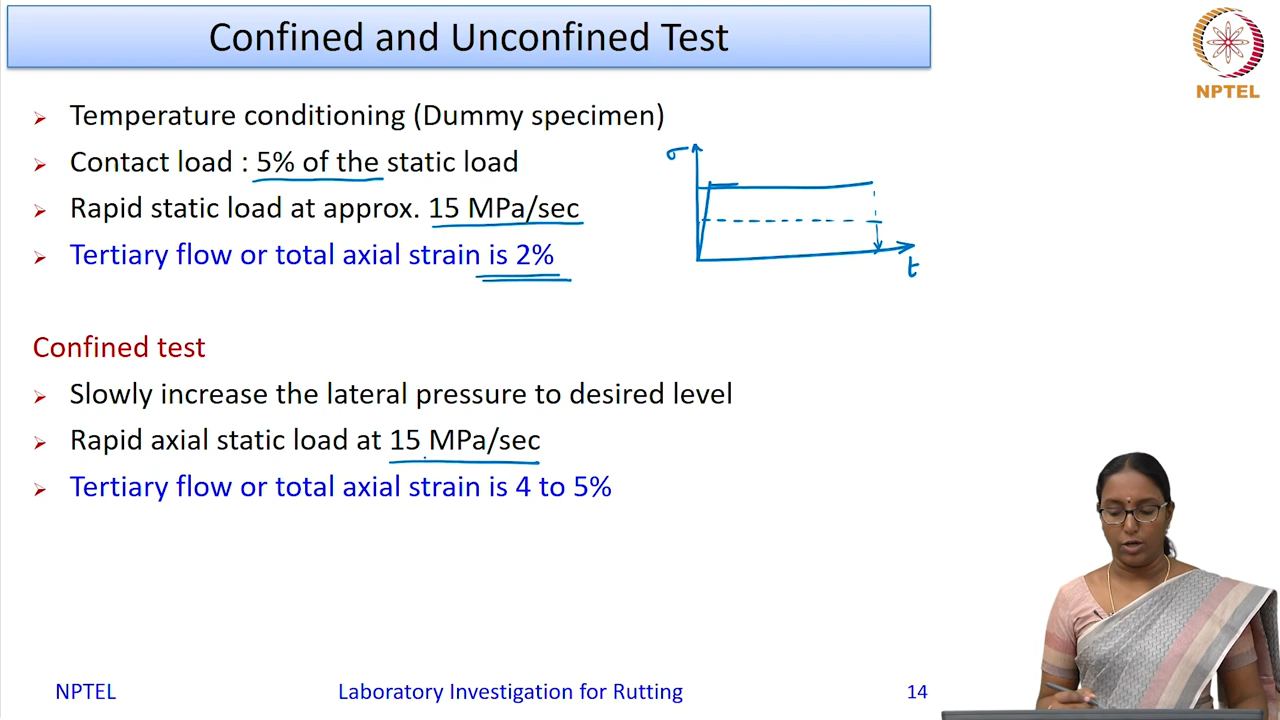 Confined and Unconfined Test
NPTEL
Temperature conditioning (Dummy specimen)
Contact load : 5% of the static load
Rapid static load at approx. 15 MPa/sec
Tertiary flow or total axial strain is 2%
σ
t
Confined test
Slowly increase the lateral pressure to desired level
Rapid axial static load at 15 MPa/sec
Tertiary flow or total axial strain is 4 to 5%
NPTEL Laboratory Investigation for Rutting 14